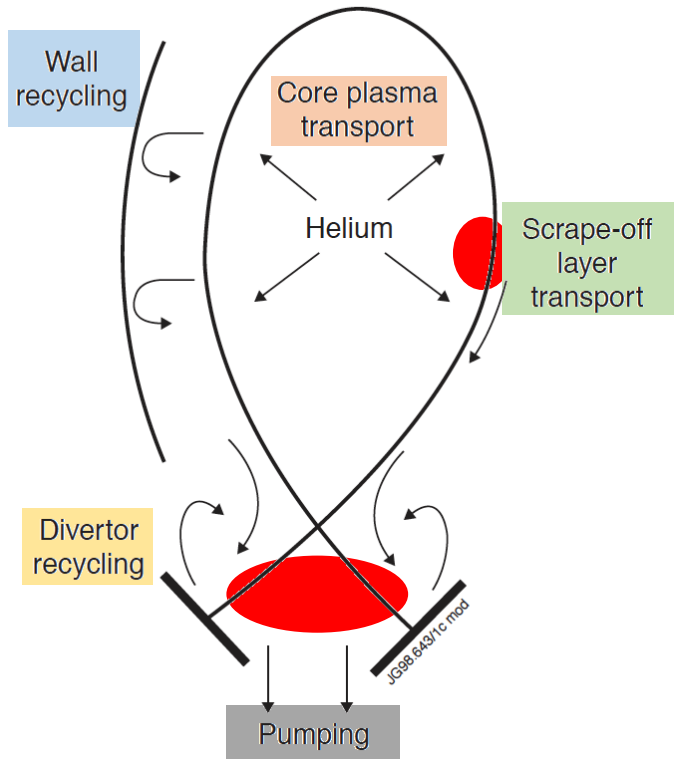 Wall
recycling
Core plasma
transport
Helium
Scrape-off
layer
transport
Divertor
recycling
JG98.643/1c mod
Pumping